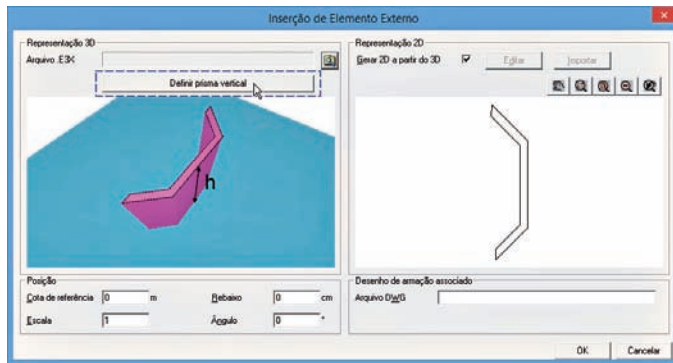 Inserção de Elemento Externo
Representação 3D
Arquivo .E3X
Definir prisma vertical
h
Posição
Cota de referência 0 m Rebaixo 0 cm
Escala 1 Ângulo 0 °
Representação 2D
Gerar 2D a partir do 3D Editar Importar
Desenho de armação associado
Arquivo DWG
OK Cancelar